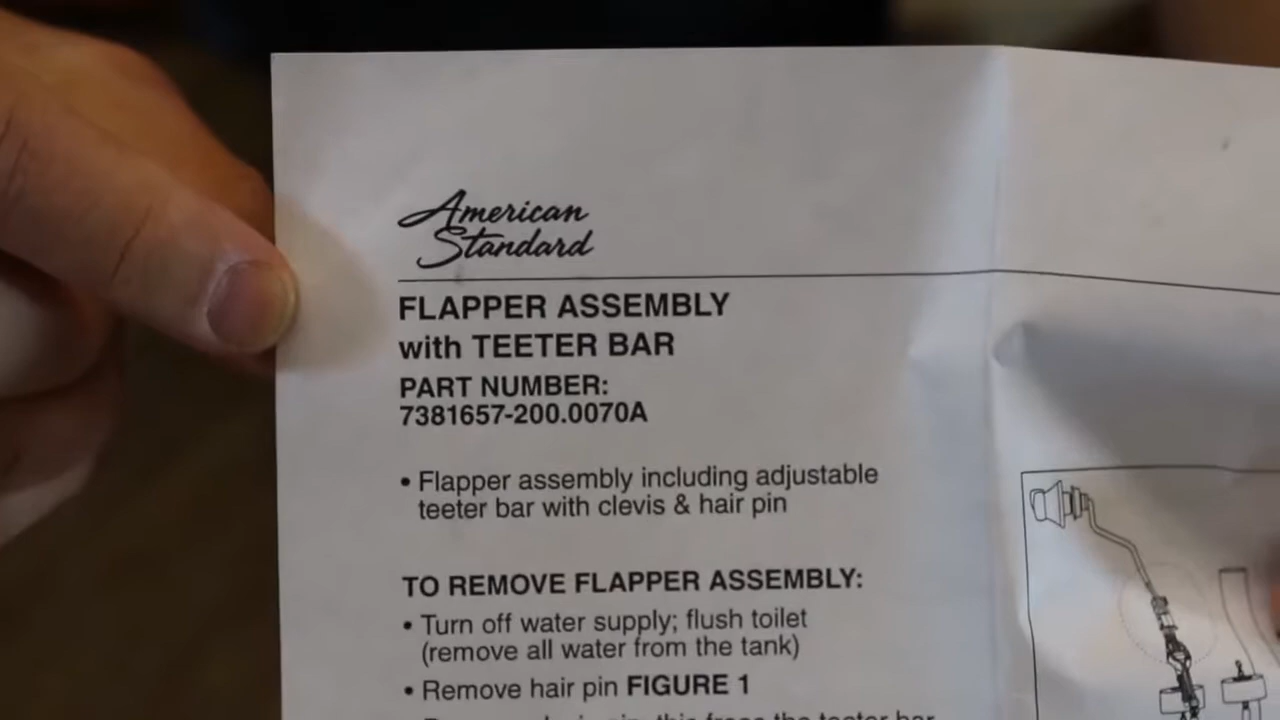 American
Standard
FLAPPER ASSEMBLY
with TEETER BAR
PART NUMBER:
7381657-200.0070A
• Flapper assembly including adjustable
teeter bar with clevis & hair pin
TO REMOVE FLAPPER ASSEMBLY:
• Turn off water supply; flush toilet
(remove all water from the tank)
• Remove hair pin FIGURE 1